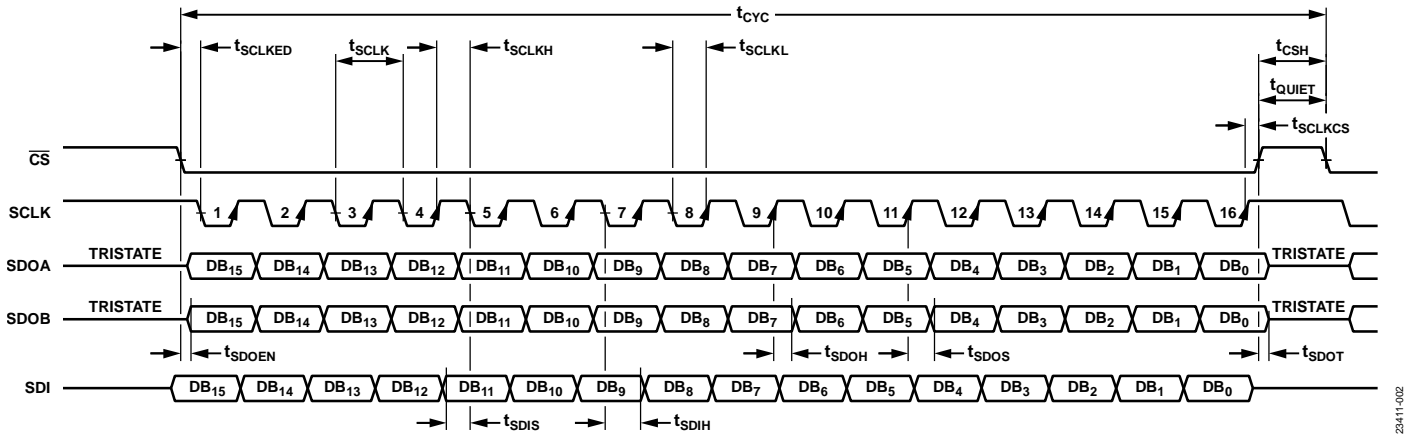 tCYC
tSCLKED tSCLK tSCLKH tSCLKL tCSH
tQUIET
tSCLKCS
CS
SCLK 1 2 3 4 5 6 7 8 9 10 11 12 13 14 15 16
SDOA TRISTATE DB15 DB14 DB13 DB12 DB11 DB10 DB9 DB8 DB7 DB6 DB5 DB4 DB3 DB2 DB1 DB0 TRISTATE
SDOB TRISTATE DB15 DB14 DB13 DB12 DB11 DB10 DB9 DB8 DB7 DB6 DB5 DB4 DB3 DB2 DB1 DB0 TRISTATE
tSDOEN tSDOH tSDOS tSDOT
SDI DB15 DB14 DB13 DB12 DB11 DB10 DB9 DB8 DB7 DB6 DB5 DB4 DB3 DB2 DB1 DB0
tSDIS tSDIH
23411-002